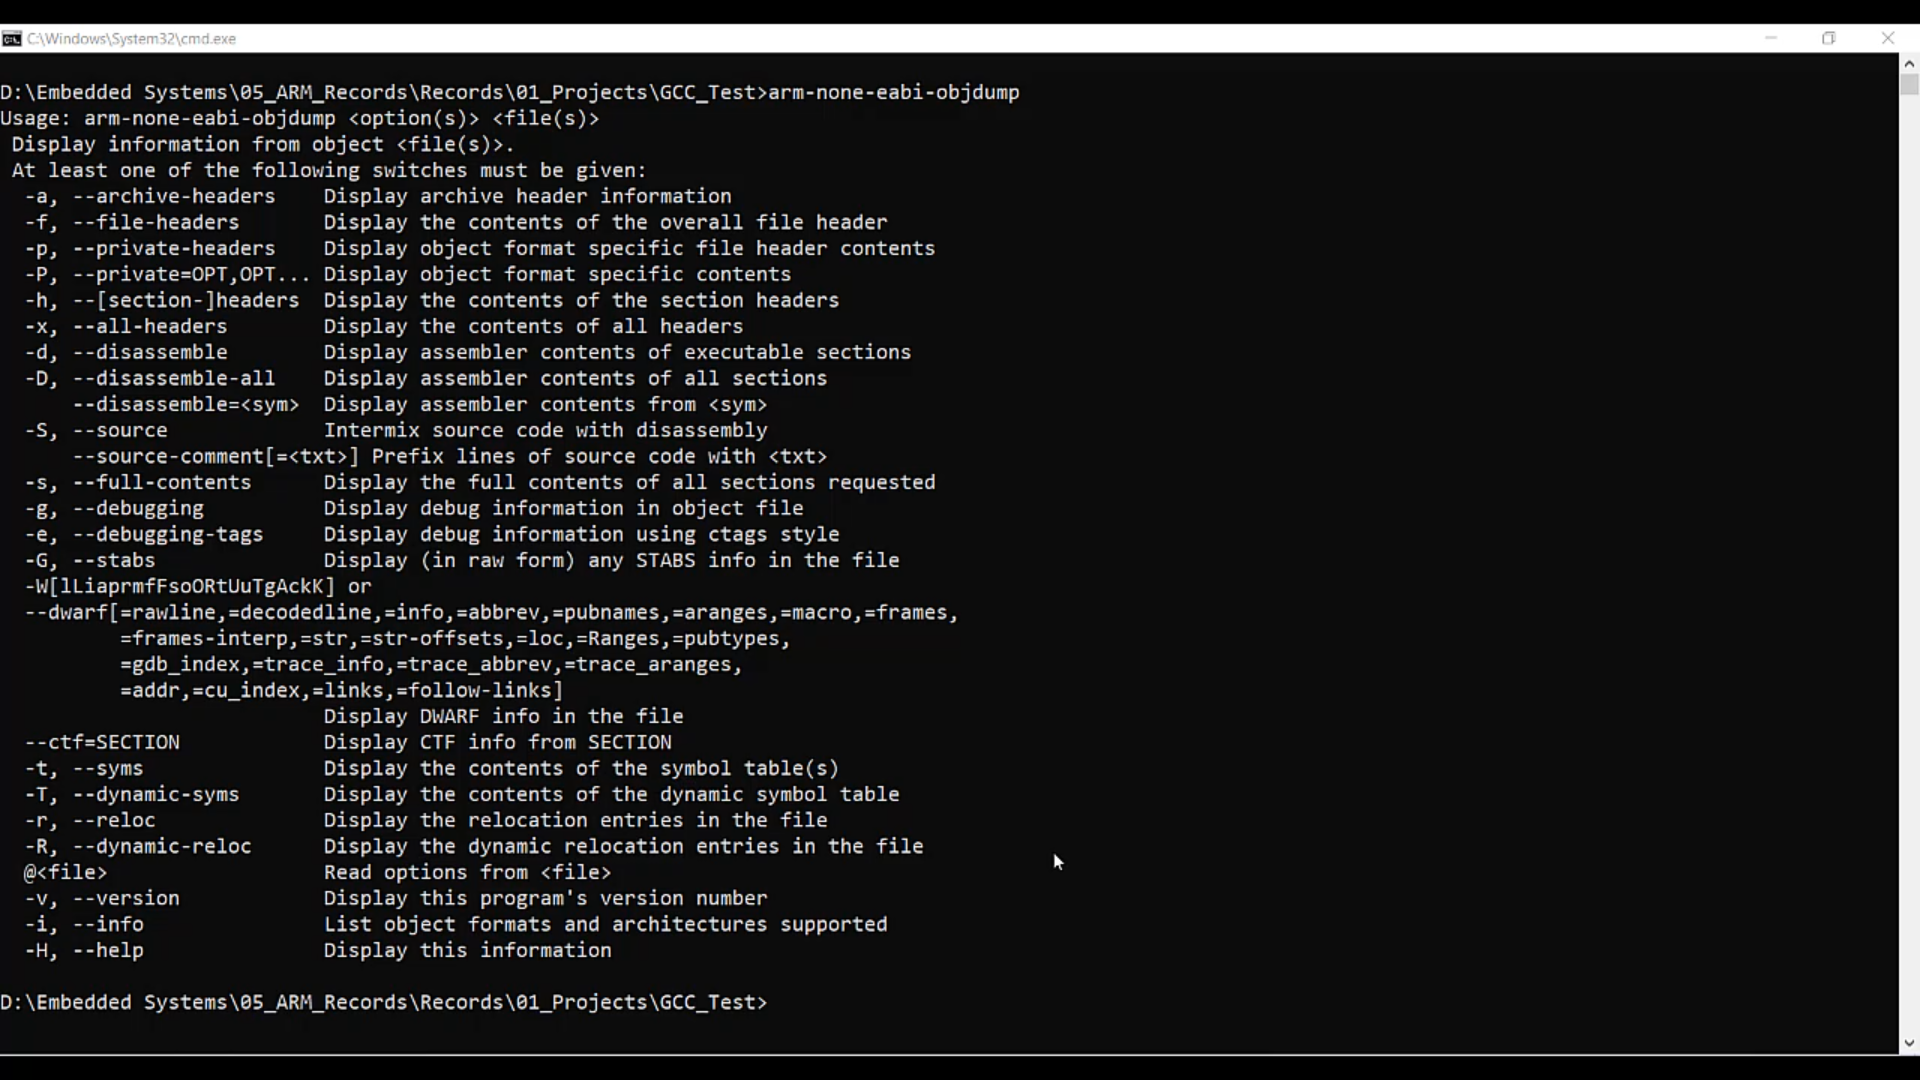 C:\Windows\System32\cmd.exe
D:\Embedded Systems\05_ARM_Records\Records\01_Projects\GCC_Test>arm-none-eabi-objdump
Usage: arm-none-eabi-objdump <option(s)> <file(s)>
 Display information from object <file(s)>.
 At least one of the following switches must be given:
  -a, --archive-headers    Display archive header information
  -f, --file-headers       Display the contents of the overall file header
  -p, --private-headers    Display object format specific file header contents
  -P, --private=OPT,OPT... Display object format specific contents
  -h, --[section-]headers  Display the contents of the section headers
  -x, --all-headers        Display the contents of all headers
  -d, --disassemble        Display assembler contents of executable sections
  -D, --disassemble-all    Display assembler contents of all sections
      --disassemble=<sym>  Display assembler contents from <sym>
  -S, --source             Intermix source code with disassembly
      --source-comment[=<txt>] Prefix lines of source code with <txt>
  -s, --full-contents      Display the full contents of all sections requested
  -g, --debugging          Display debug information in object file
  -e, --debugging-tags     Display debug information using ctags style
  -G, --stabs              Display (in raw form) any STABS info in the file
  -W[lLiaprmfFsoORtUuTgAckK] or
  --dwarf[=rawline,=decodedline,=info,=abbrev,=pubnames,=aranges,=macro,=frames,
          =frames-interp,=str,=str-offsets,=loc,=Ranges,=pubtypes,
          =gdb_index,=trace_info,=trace_abbrev,=trace_aranges,
          =addr,=cu_index,=links,=follow-links]
                           Display DWARF info in the file
  --ctf=SECTION            Display CTF info from SECTION
  -t, --syms               Display the contents of the symbol table(s)
  -T, --dynamic-syms       Display the contents of the dynamic symbol table
  -r, --reloc              Display the relocation entries in the file
  -R, --dynamic-reloc      Display the dynamic relocation entries in the file
  @<file>                  Read options from <file>
  -v, --version            Display this program's version number
  -i, --info               List object formats and architectures supported
  -H, --help               Display this information
D:\Embedded Systems\05_ARM_Records\Records\01_Projects\GCC_Test>